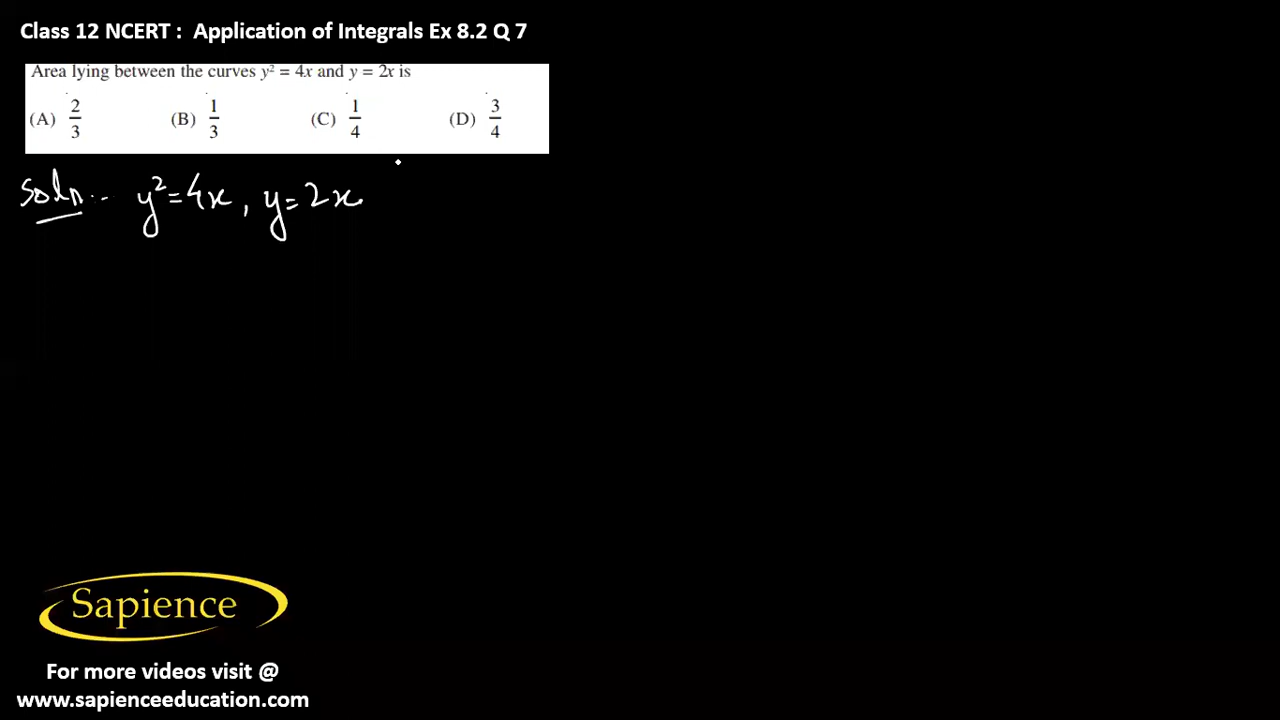 Class 12 NCERT : Application of Integrals Ex 8.2 Q 7
Area lying between the curves y² = 4x and y = 2x is
(A) 2/3 (B) 1/3 (C) 1/4 (D) 3/4
Soln :- y² = 4x , y = 2x
Sapience
For more videos visit @
www.sapienceeducation.com